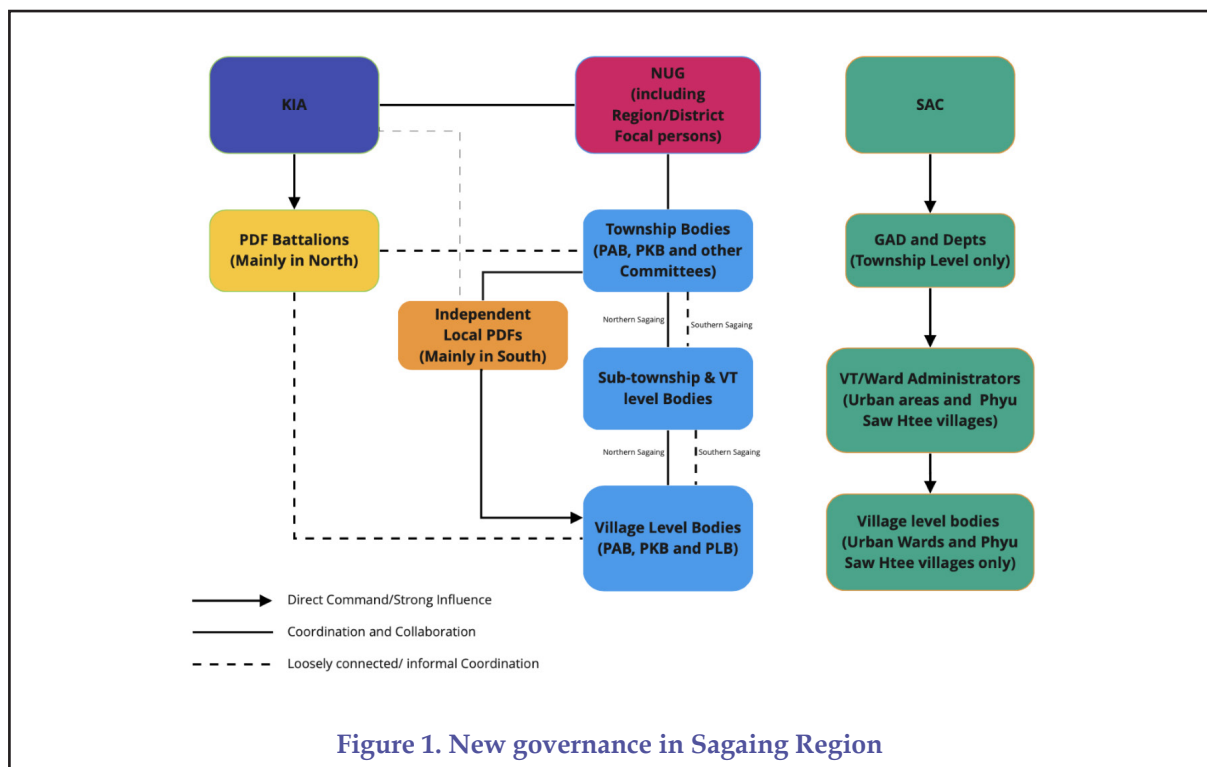 KIA
NUG
(including
Region/District
Focal persons)
SAC
PDF Battalions
(Mainly in North)
Township Bodies
(PAB, PKB and other
Committees)
GAD and Depts
(Township Level only)
Independent
Local PDFs
(Mainly in South)
Northern Sagaing
Southern Sagaing
Sub-township & VT
level Bodies
VT/Ward Administrators
(Urban areas and Phyu
Saw Htee villages)
Northern Sagaing
Southern Sagaing
Village Level Bodies
(PAB, PKB and PLB)
Village level bodies
(Urban Wards and Phyu
Saw Htee villages only)
Direct Command/Strong Influence
Coordination and Collaboration
Loosely connected/ informal Coordination
Figure 1. New governance in Sagaing Region